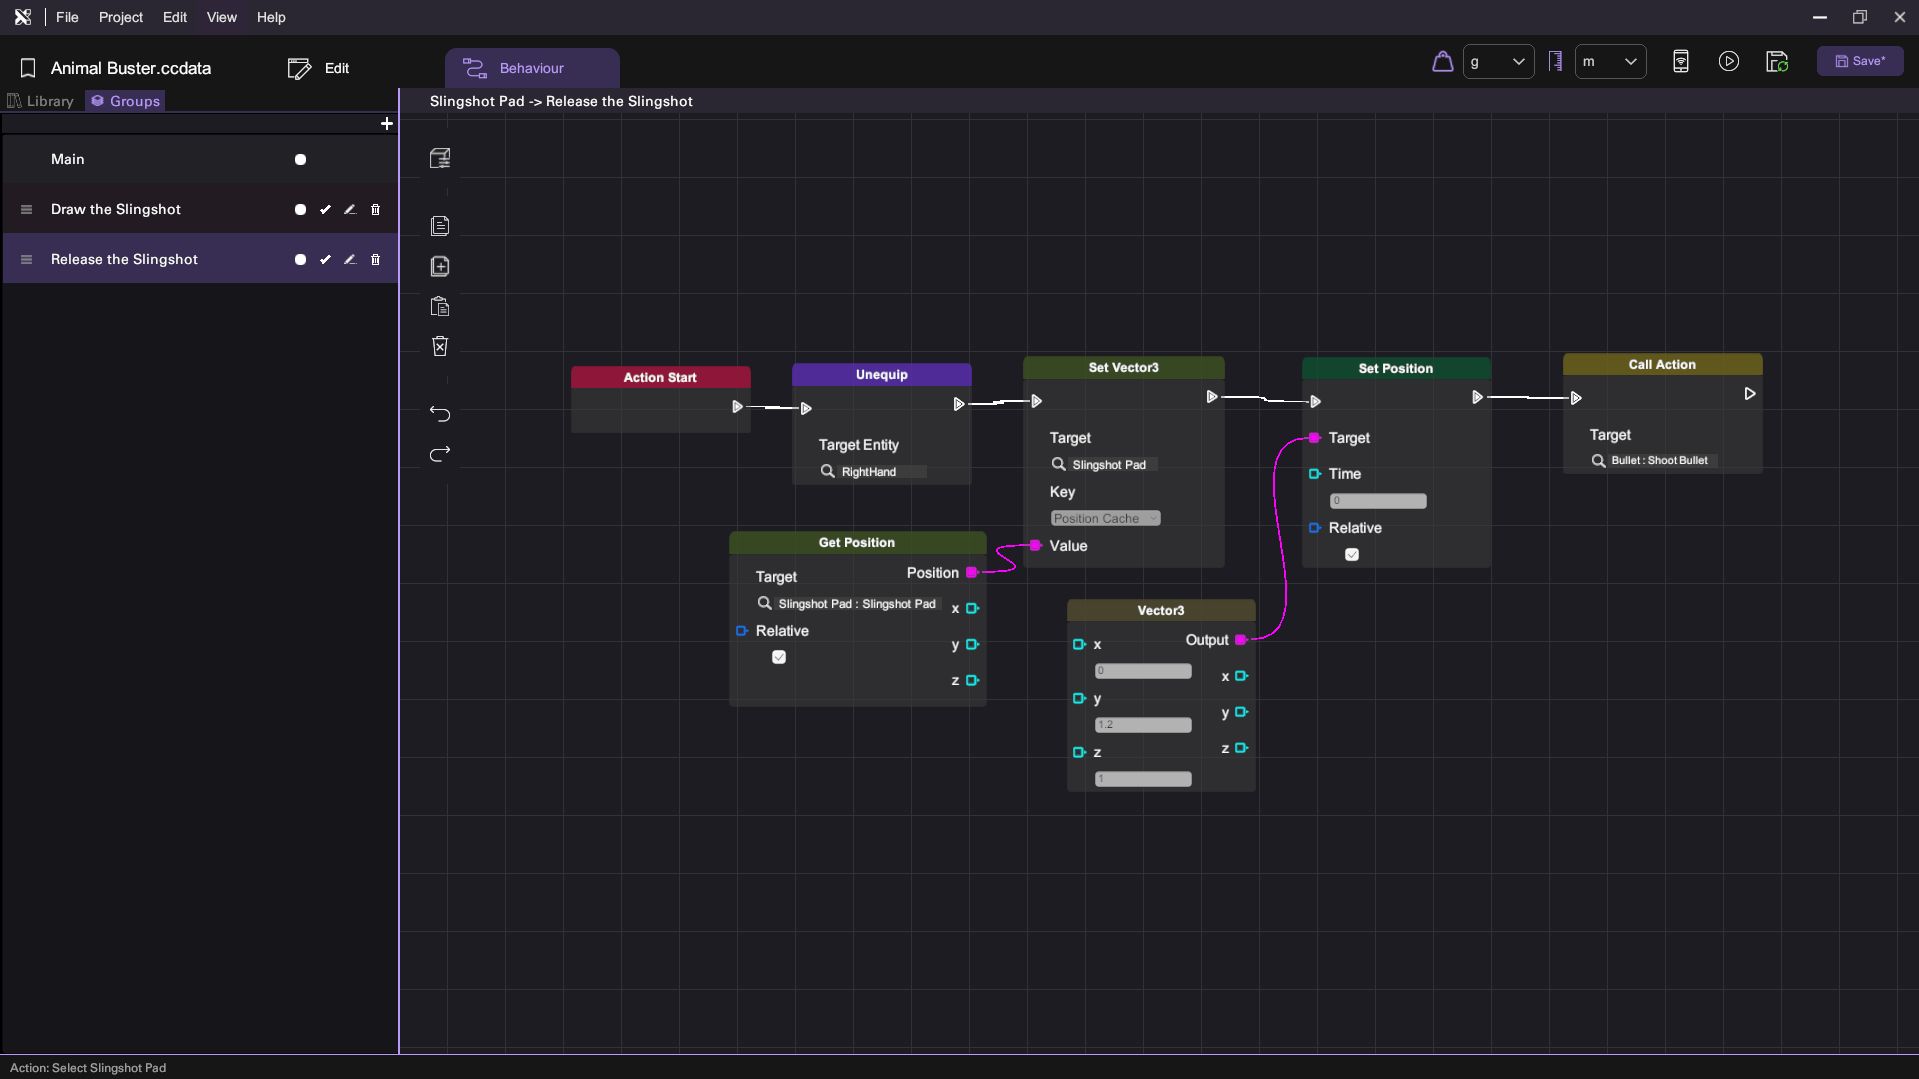 File Project Edit View Help
Animal Buster.ccdata
Edit
Behaviour
g
m
Save*
Library
Groups
Slingshot Pad -> Release the Slingshot
Main
Draw the Slingshot
Release the Slingshot
Action Start
Unequip
Target Entity
RightHand
Set Vector3
Target
Slingshot Pad
Key
Position Cache
Value
Set Position
Target
Time
0
Relative
Call Action
Target
Bullet : Shoot Bullet
Get Position
Target
Position
Slingshot Pad : Slingshot Pad
x
Relative
y
z
Vector3
Output
x
0
x
y
1.2
y
z
1
z
Action: Select Slingshot Pad